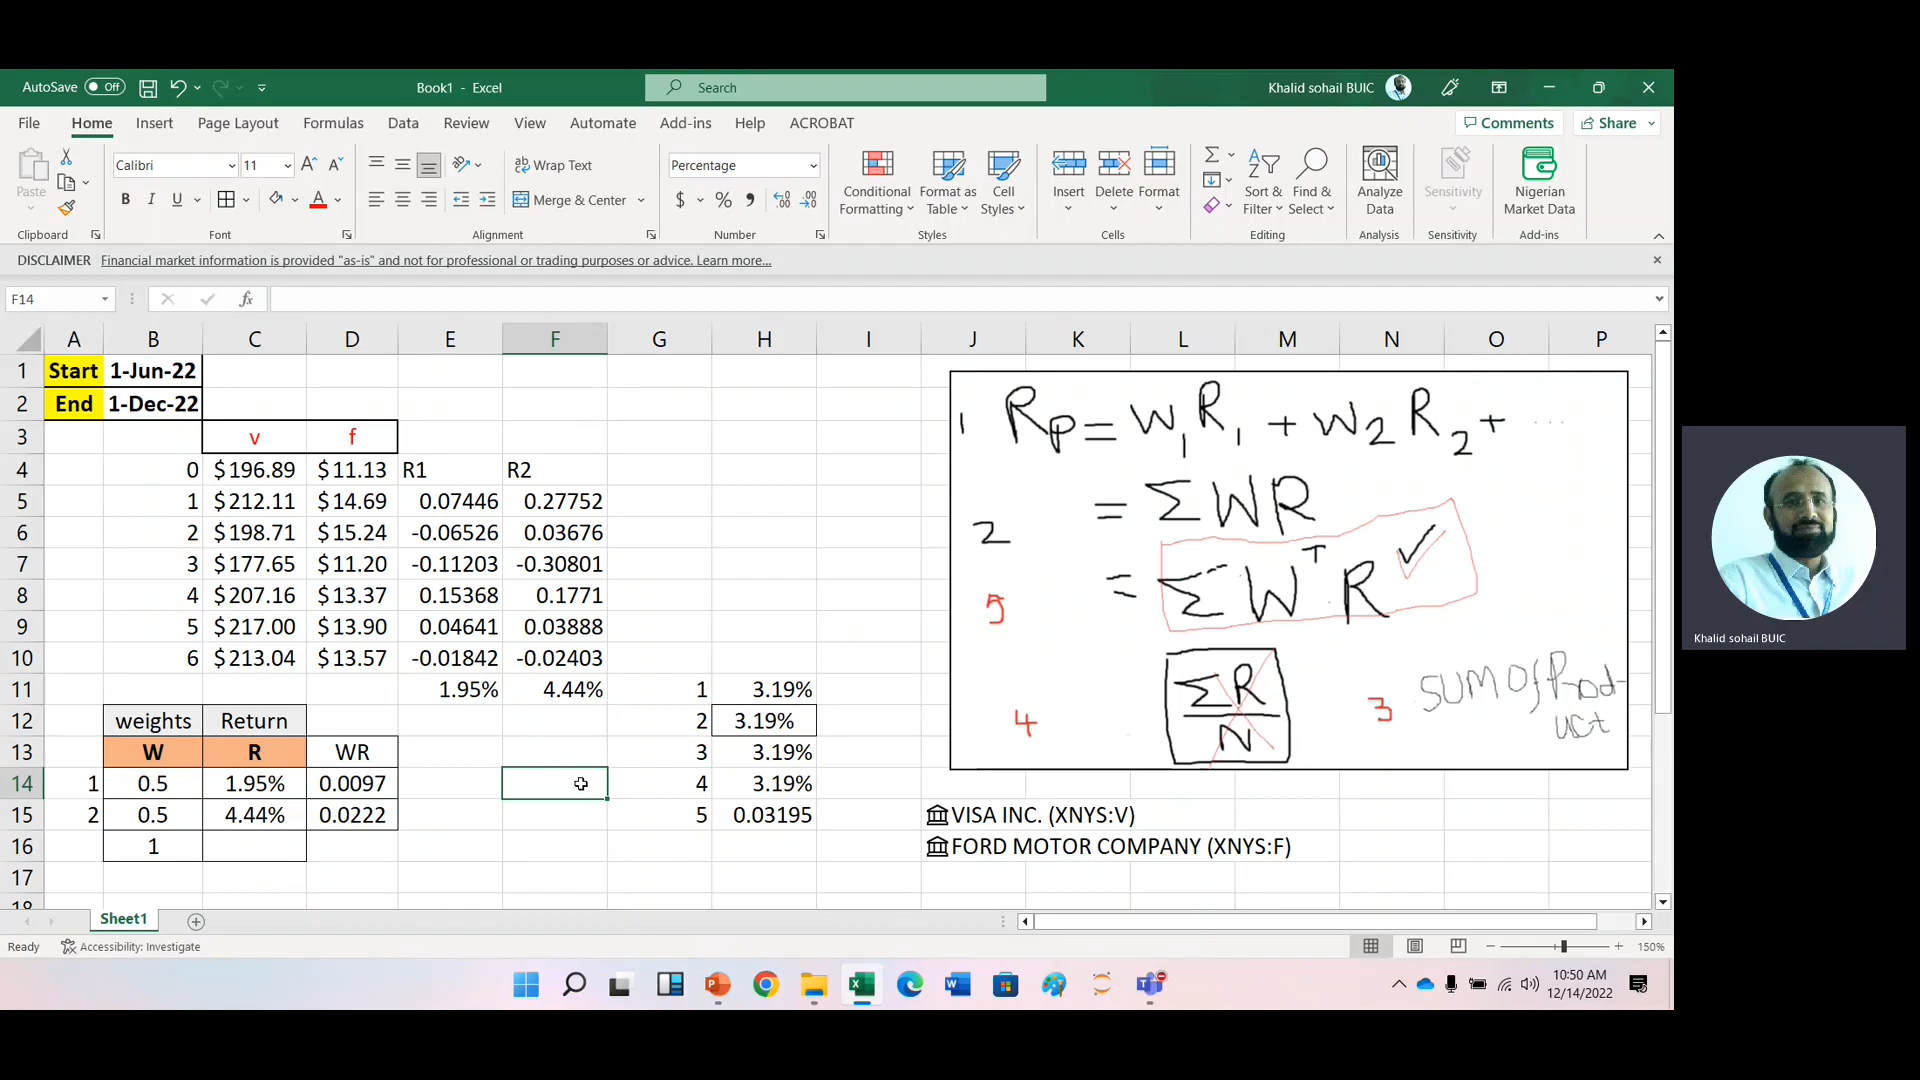 AutoSave Off Book1 - Excel Search Khalid sohail BUIC
File Home Insert Page Layout Formulas Data Review View Automate Add-ins Help ACROBAT Comments Share
Paste Calibri 11 Wrap Text Percentage Conditional Formatting Format as Table Cell Styles Insert Delete Format Sort & Filter Find & Select Analyze Data Sensitivity Nigerian Market Data
B I U A Merge & Center $ % 9
Clipboard Font Alignment Number Styles Cells Editing Analysis Sensitivity Add-ins
DISCLAIMER Financial market information is provided "as-is" and not for professional or trading purposes or advice. Learn more...
F14 fx
A B C D E F G H I J K L M N O P
1 Start 1-Jun-22
2 End 1-Dec-22
3 v f
4 0 $196.89 $11.13 R1 R2
5 1 $212.11 $14.69 0.07446 0.27752
6 2 $198.71 $15.24 -0.06526 0.03676
7 3 $177.65 $11.20 -0.11203 -0.30801
8 4 $207.16 $13.37 0.15368 0.1771
9 5 $217.00 $13.90 0.04641 0.03888
10 6 $213.04 $13.57 -0.01842 -0.02403
11 1.95% 4.44% 1 3.19%
12 weights Return 2 3.19%
13 W R WR 3 3.19%
14 1 0.5 1.95% 0.0097 4 3.19%
15 2 0.5 4.44% 0.0222 5 0.03195
16 1
17
18
1 Rp = W1R1 + W2R2 + ...
2 = ΣWR
5 = ΣW^T.R ✓
4 ΣR/N 3 SUM of Prod-
uct
VISA INC. (XNYS:V)
FORD MOTOR COMPANY (XNYS:F)
Khalid sohail BUIC
Sheet1
Ready Accessibility: Investigate 150%
10:50 AM
12/14/2022